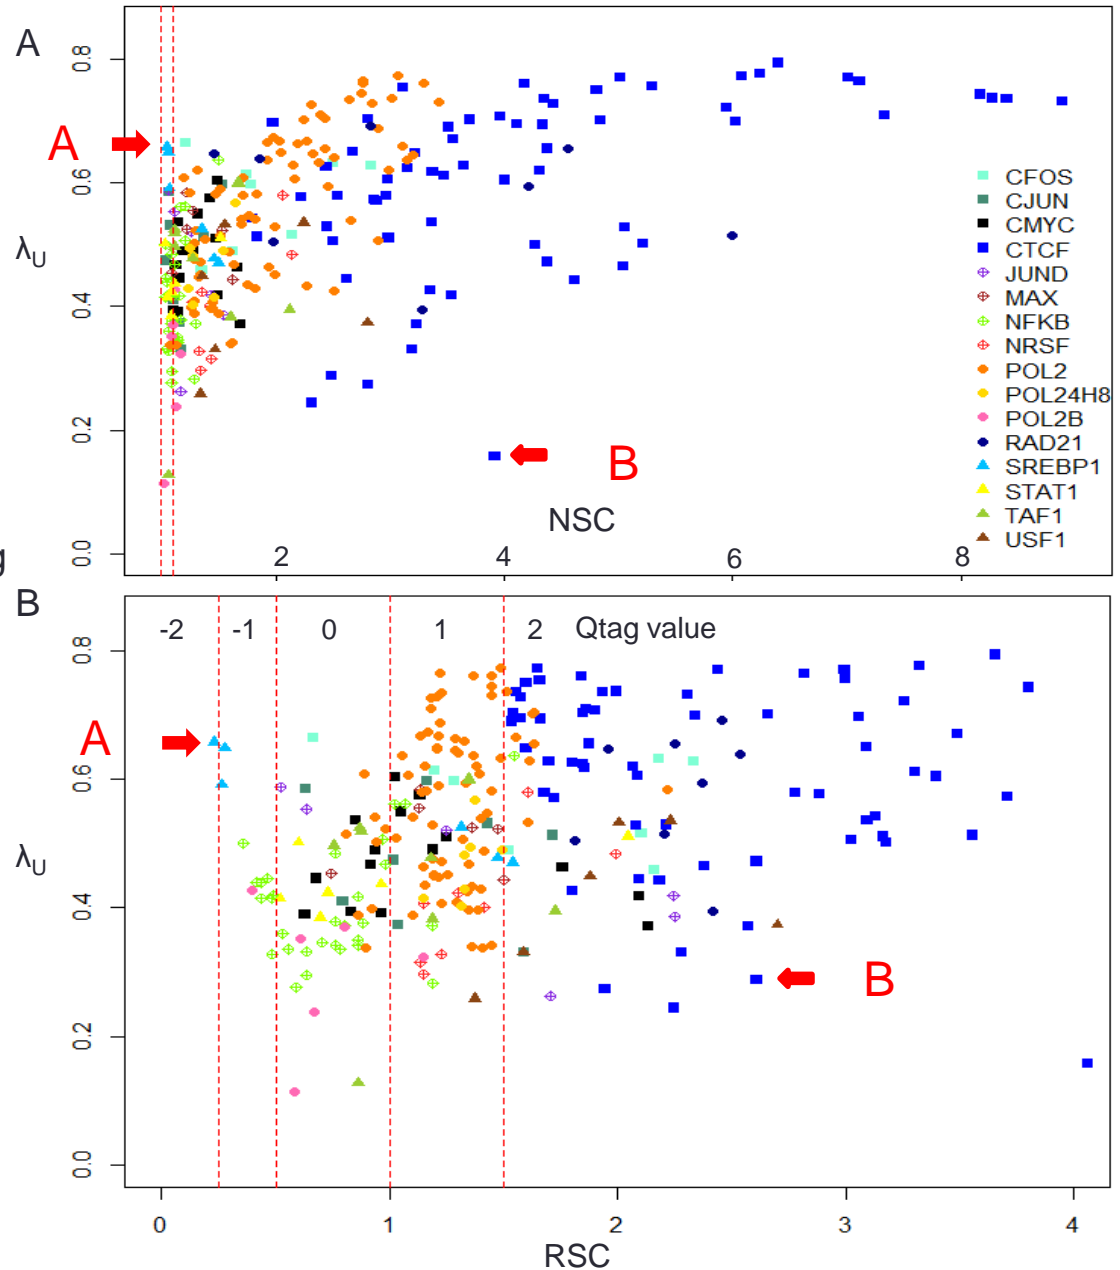 A
0.8
A
0.6
λU
0.4
0.2
B
0.0
NSC
2
4
6
8
CFOS
CJUN
CMYC
CTCF
JUND
MAX
NFKB
NRSF
POL2
POL24H8
POL2B
RAD21
SREBP1
STAT1
TAF1
USF1
g
B
-2
-1
0
1
2
Qtag value
0.8
A
0.6
λU
0.4
B
0.2
0.0
0
1
2
3
4
RSC